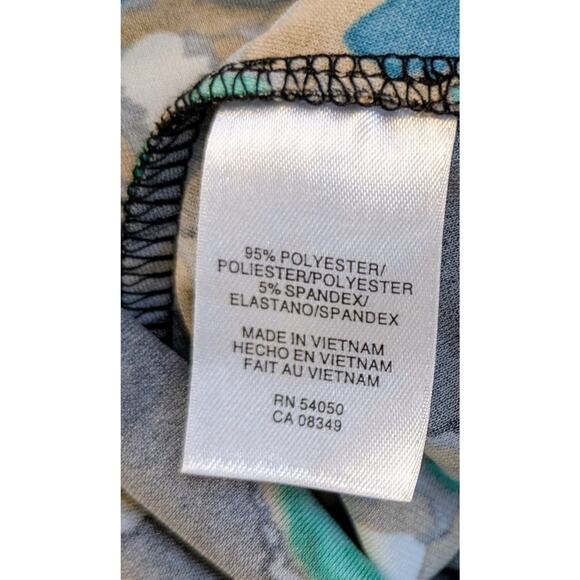 95% POLYESTER/
POLIESTER/POLYESTER
5% SPANDEX/
ELASTANO/SPANDEX
MADE IN VIETNAM
HECHO EN VIETNAM
FAIT AU VIETNAM
RN 54050
CA 08349